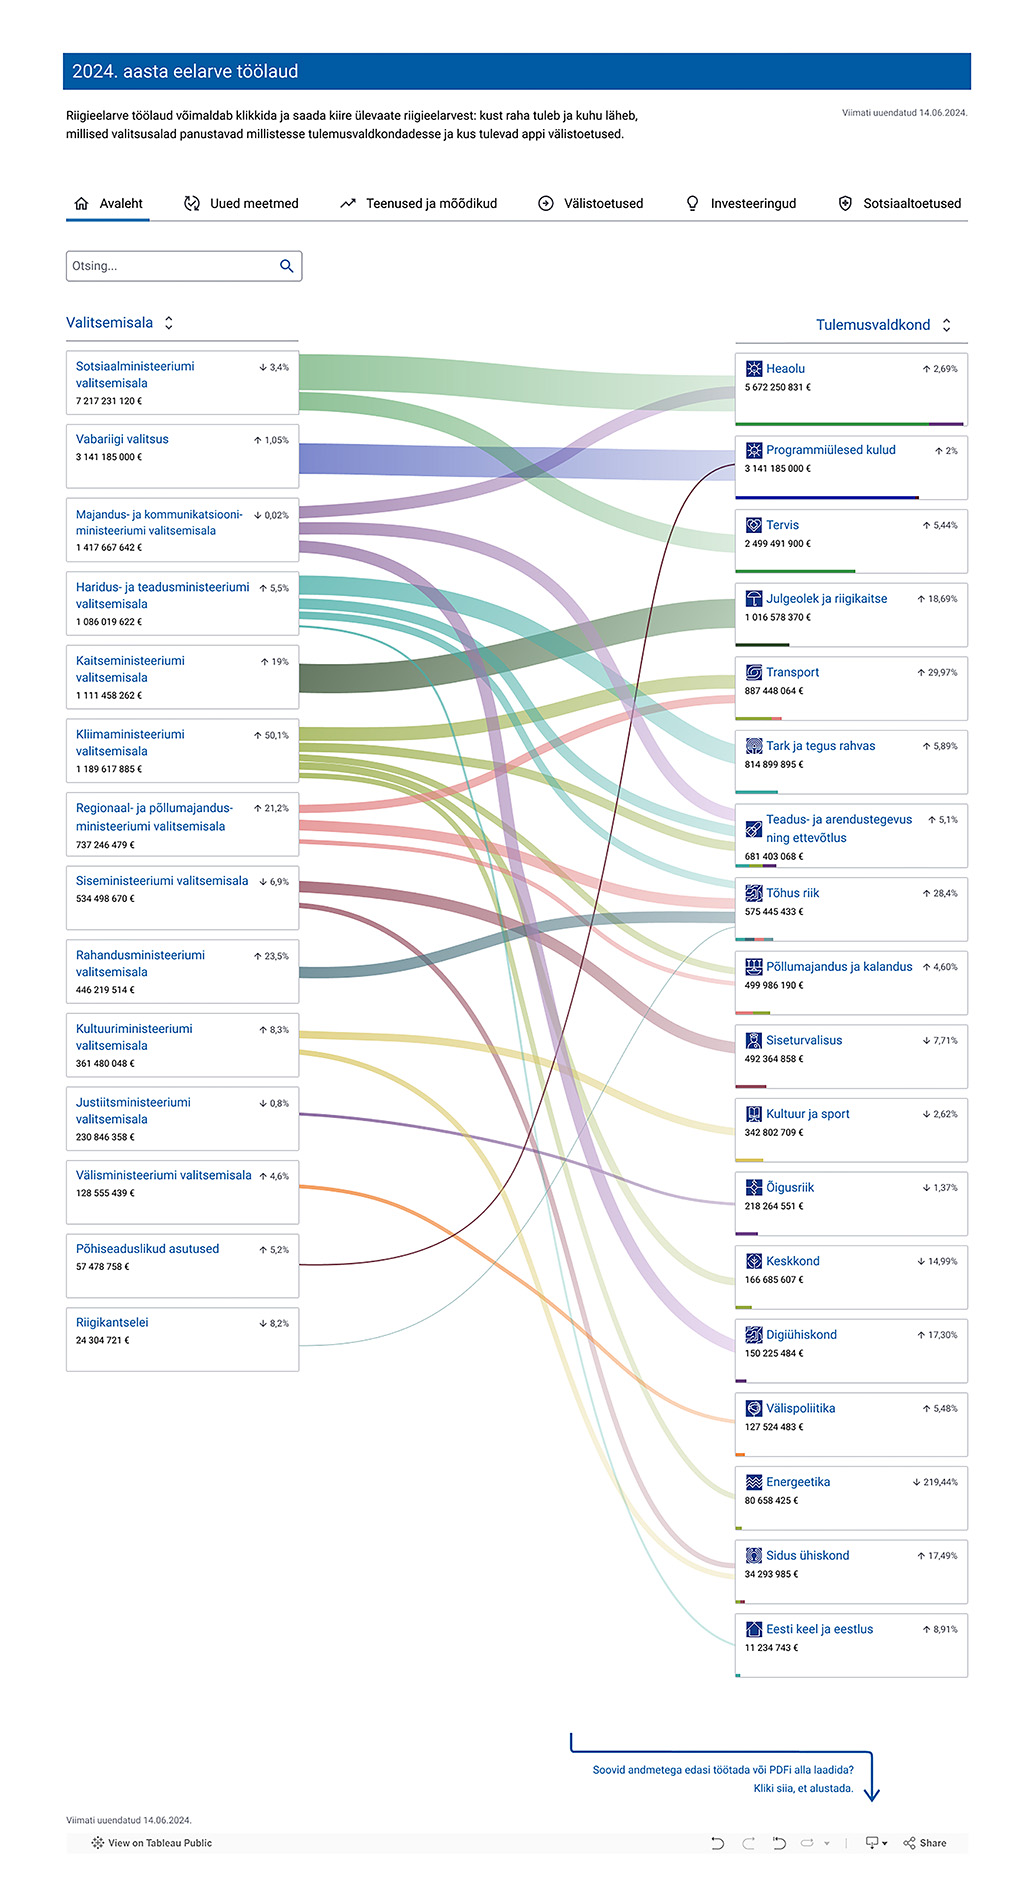 2024. aasta eelarve töölaud
Riigieelarve töölaud võimaldab klikkida ja saada kiire ülevaate riigieelarvest: kust raha tuleb ja kuhu läheb,
millised valitsusalad panustavad millistesse tulemusvaldkondadesse ja kus tulevad appi välistoetused.
Viimati uuendatud 14.06.2024.
Avaleht
Uued meetmed
Teenused ja mõõdikud
Välistoetused
Investeeringud
Sotsiaaltoetused
Otsing...
Valitsemisala
Sotsiaalministeeriumi
valitsemisala
↓ 3,4%
7 217 231 120 €
Vabariigi valitsus
↑ 1,05%
3 141 185 000 €
Majandus- ja kommunikatsiooni-
ministeeriumi valitsemisala
↓ 0,02%
1 417 667 642 €
Haridus- ja teadusministeeriumi
valitsemisala
↑ 5,5%
1 086 019 622 €
Kaitseministeeriumi
valitsemisala
↑ 19%
1 111 458 262 €
Kliimaministeeriumi
valitsemisala
↑ 50,1%
1 189 617 885 €
Regionaal- ja põllumajandus-
ministeeriumi valitsemisala
↑ 21,2%
737 246 479 €
Siseministeeriumi valitsemisala
↓ 6,9%
534 498 670 €
Rahandusministeeriumi
valitsemisala
↑ 23,5%
446 219 514 €
Kultuuriministeeriumi
valitsemisala
↑ 8,3%
361 480 048 €
Justiitsministeeriumi
valitsemisala
↓ 0,8%
230 846 358 €
Välisministeeriumi valitsemisala
↑ 4,6%
128 555 439 €
Põhiseaduslikud asutused
↑ 5,2%
57 478 758 €
Riigikantselei
↓ 8,2%
24 304 721 €
Tulemusvaldkond
Heaolu
↑ 2,69%
5 672 250 831 €
Programmiülesed kulud
↑ 2%
3 141 185 000 €
Tervis
↑ 5,44%
2 499 491 900 €
Julgeolek ja riigikaitse
↑ 18,69%
1 016 578 370 €
Transport
↑ 29,97%
887 448 064 €
Tark ja tegus rahvas
↑ 5,89%
814 899 895 €
Teadus- ja arendustegevus
ning ettevõtlus
↑ 5,1%
681 403 068 €
Tõhus riik
↑ 28,4%
575 445 433 €
Põllumajandus ja kalandus
↑ 4,60%
499 986 190 €
Siseturvalisus
↓ 7,71%
492 364 858 €
Kultuur ja sport
↓ 2,62%
342 802 709 €
Õigusriik
↓ 1,37%
218 264 551 €
Keskkond
↓ 14,99%
166 685 607 €
Digiühiskond
↑ 17,30%
150 225 484 €
Välispoliitika
↑ 5,48%
127 524 483 €
Energeetika
↓ 219,44%
80 658 425 €
Sidus ühiskond
↑ 17,49%
34 293 985 €
Eesti keel ja eestlus
↑ 8,91%
11 234 743 €
Soovid andmetega edasi töötada või PDFi alla laadida?
Kliki siia, et alustada.
Viimati uuendatud 14.06.2024.
View on Tableau Public
Share